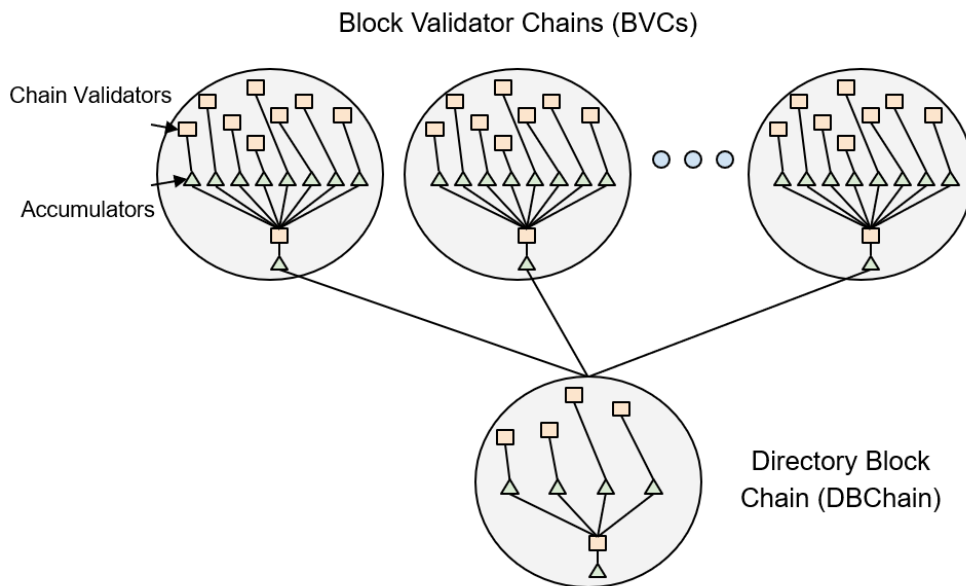 Block Validator Chains (BVCs)
Chain Validators
Accumulators
Directory Block
Chain (DBChain)